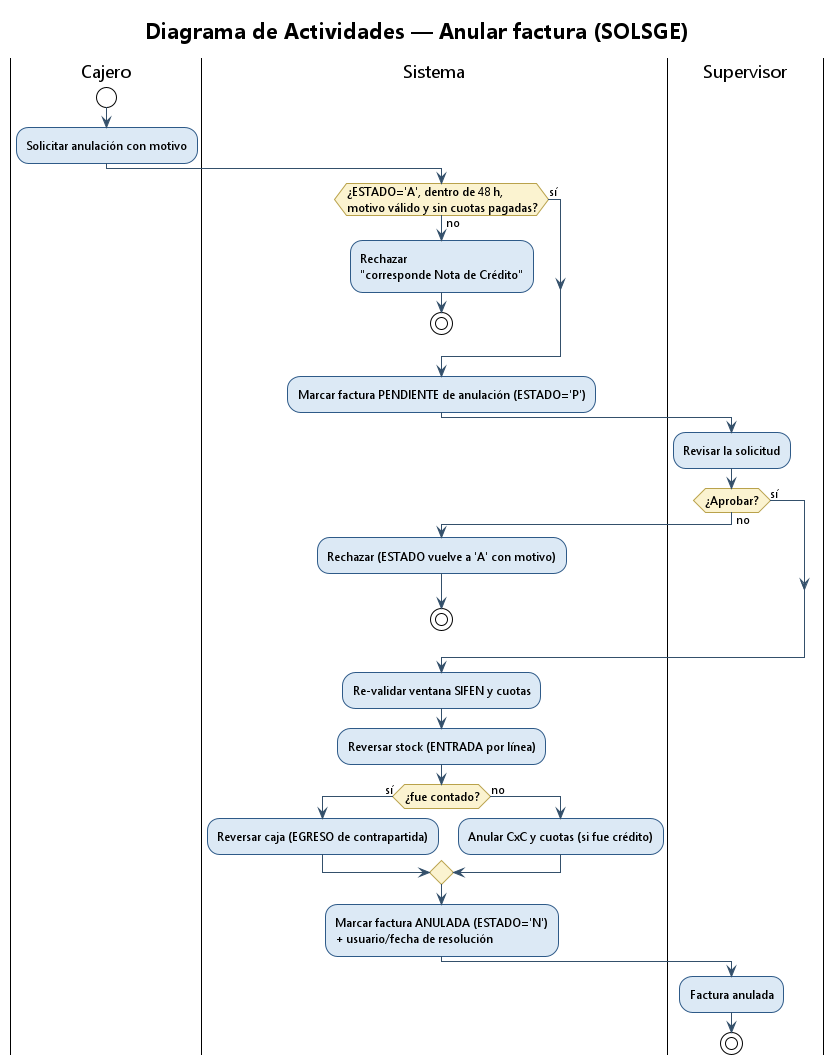 Diagrama de Actividades — Anular factura (SOLSGE)
Cajero
Sistema
Supervisor
Solicitar anulación con motivo
¿ESTADO='A', dentro de 48 h,
motivo válido y sin cuotas pagadas?
sí
no
Rechazar
"corresponde Nota de Crédito"
Marcar factura PENDIENTE de anulación (ESTADO='P')
Revisar la solicitud
¿Aprobar?
sí
no
Rechazar (ESTADO vuelve a 'A' con motivo)
Re-validar ventana SIFEN y cuotas
Reversar stock (ENTRADA por línea)
sí
¿fue contado?
no
Reversar caja (EGRESO de contrapartida)
Anular CxC y cuotas (si fue crédito)
Marcar factura ANULADA (ESTADO='N')
+ usuario/fecha de resolución
Factura anulada